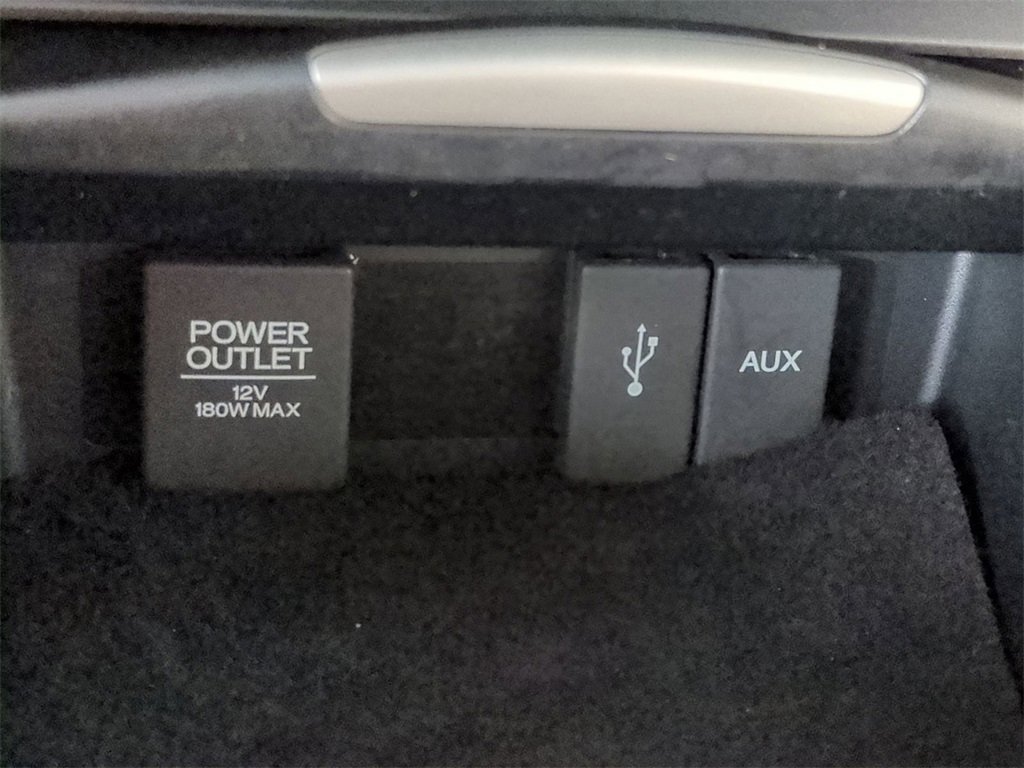 POWER
OUTLET
12V
180W MAX
AUX